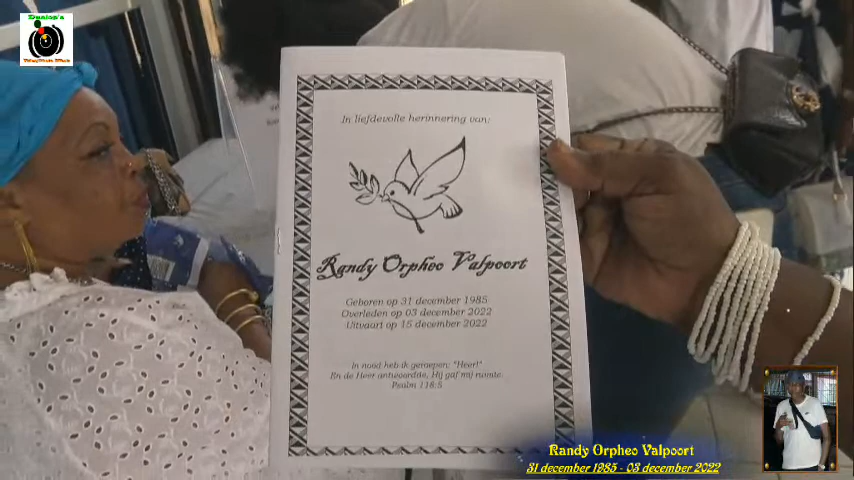 Dunlop's
In liefdevolle herinnering van:
Randy Orpheo Valpoort
Geboren op 31 december 1985
Overleden op 03 december 2022
Uitvaart op 15 december 2022
In nood heb ik geroepen: "Heer!"
En de Heer antwoordde, Hij gaf mij ruimte.
Psalm 118:5
Randy Orpheo Valpoort
31 december 1985 - 03 december 2022